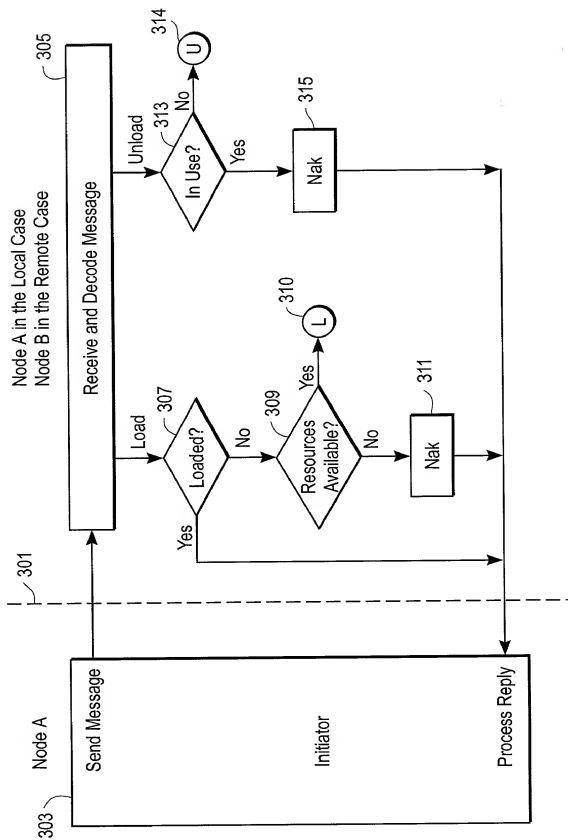 Node A
303
Send Message
Initiator
Process Reply
301
Node A in the Local Case
Node B in the Remote Case
305
Receive and Decode Message
Load
Unload
Loaded?
307
Yes
No
Resources
Available?
309
Yes
L
310
No
Nak
311
In Use?
313
No
U
314
Yes
Nak
315